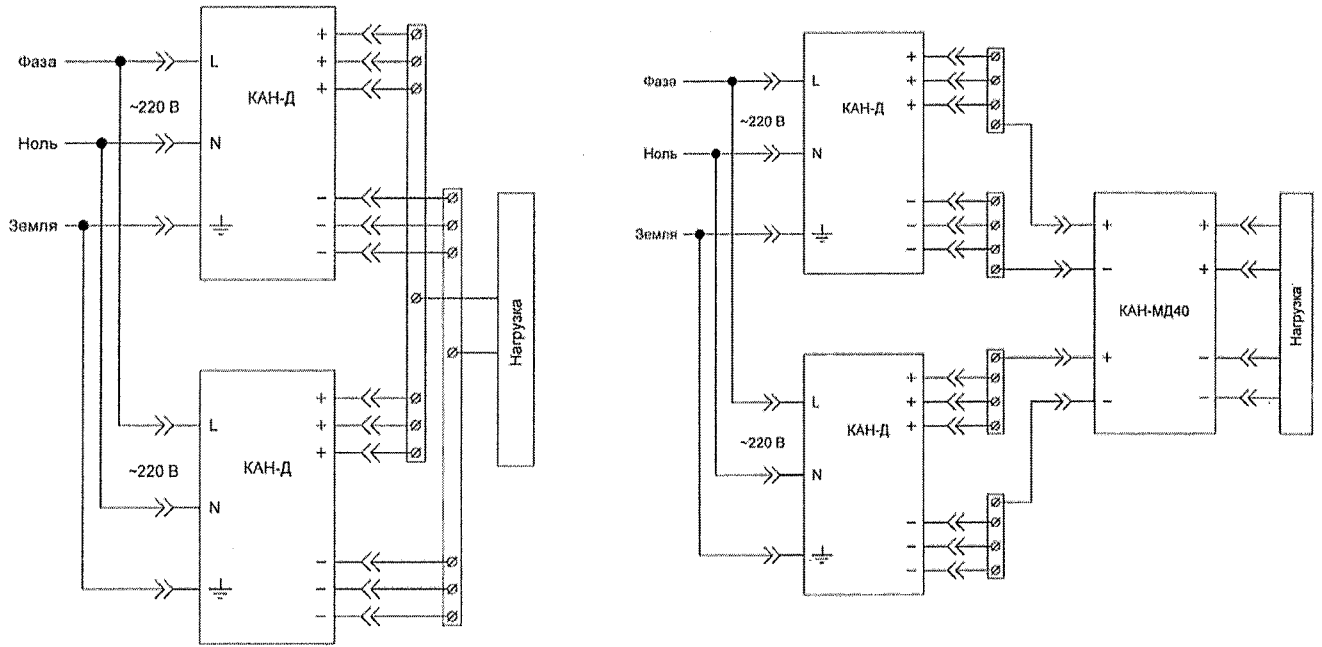 Фаза
L
+
+
+
КАН-Д
~220 В
Ноль
N
Земля
−
−
−
Нагрузка
L
+
+
+
КАН-Д
~220 В
N
−
−
−
Фаза
L
+
+
+
КАН-Д
~220 В
Ноль
N
Земля
−
−
−
+
−
+
−
КАН-МД40
+
+
−
−
Нагрузка
L
+
+
+
КАН-Д
~220 В
N
−
−
−